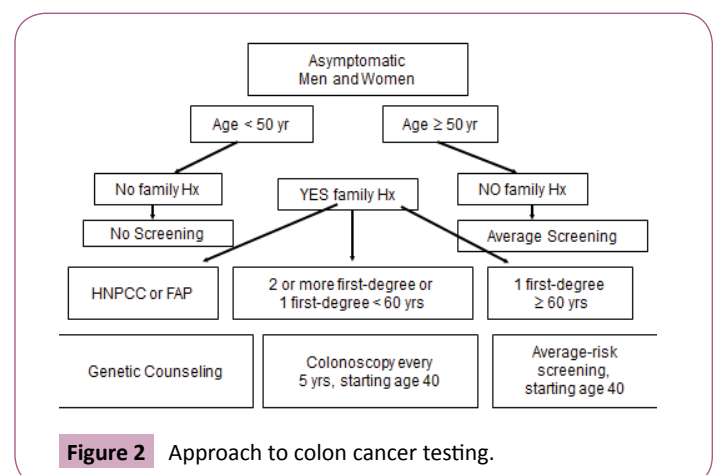 Asymptomatic
Men and Women
Age < 50 yr
Age ≥ 50 yr
No family Hx
YES family Hx
NO family Hx
No Screening
Average Screening
HNPCC or FAP
2 or more first-degree or
1 first-degree < 60 yrs
1 first-degree
≥ 60 yrs
Genetic Counseling
Colonoscopy every
5 yrs, starting age 40
Average-risk
screening,
starting age 40
Figure 2 Approach to colon cancer testing.